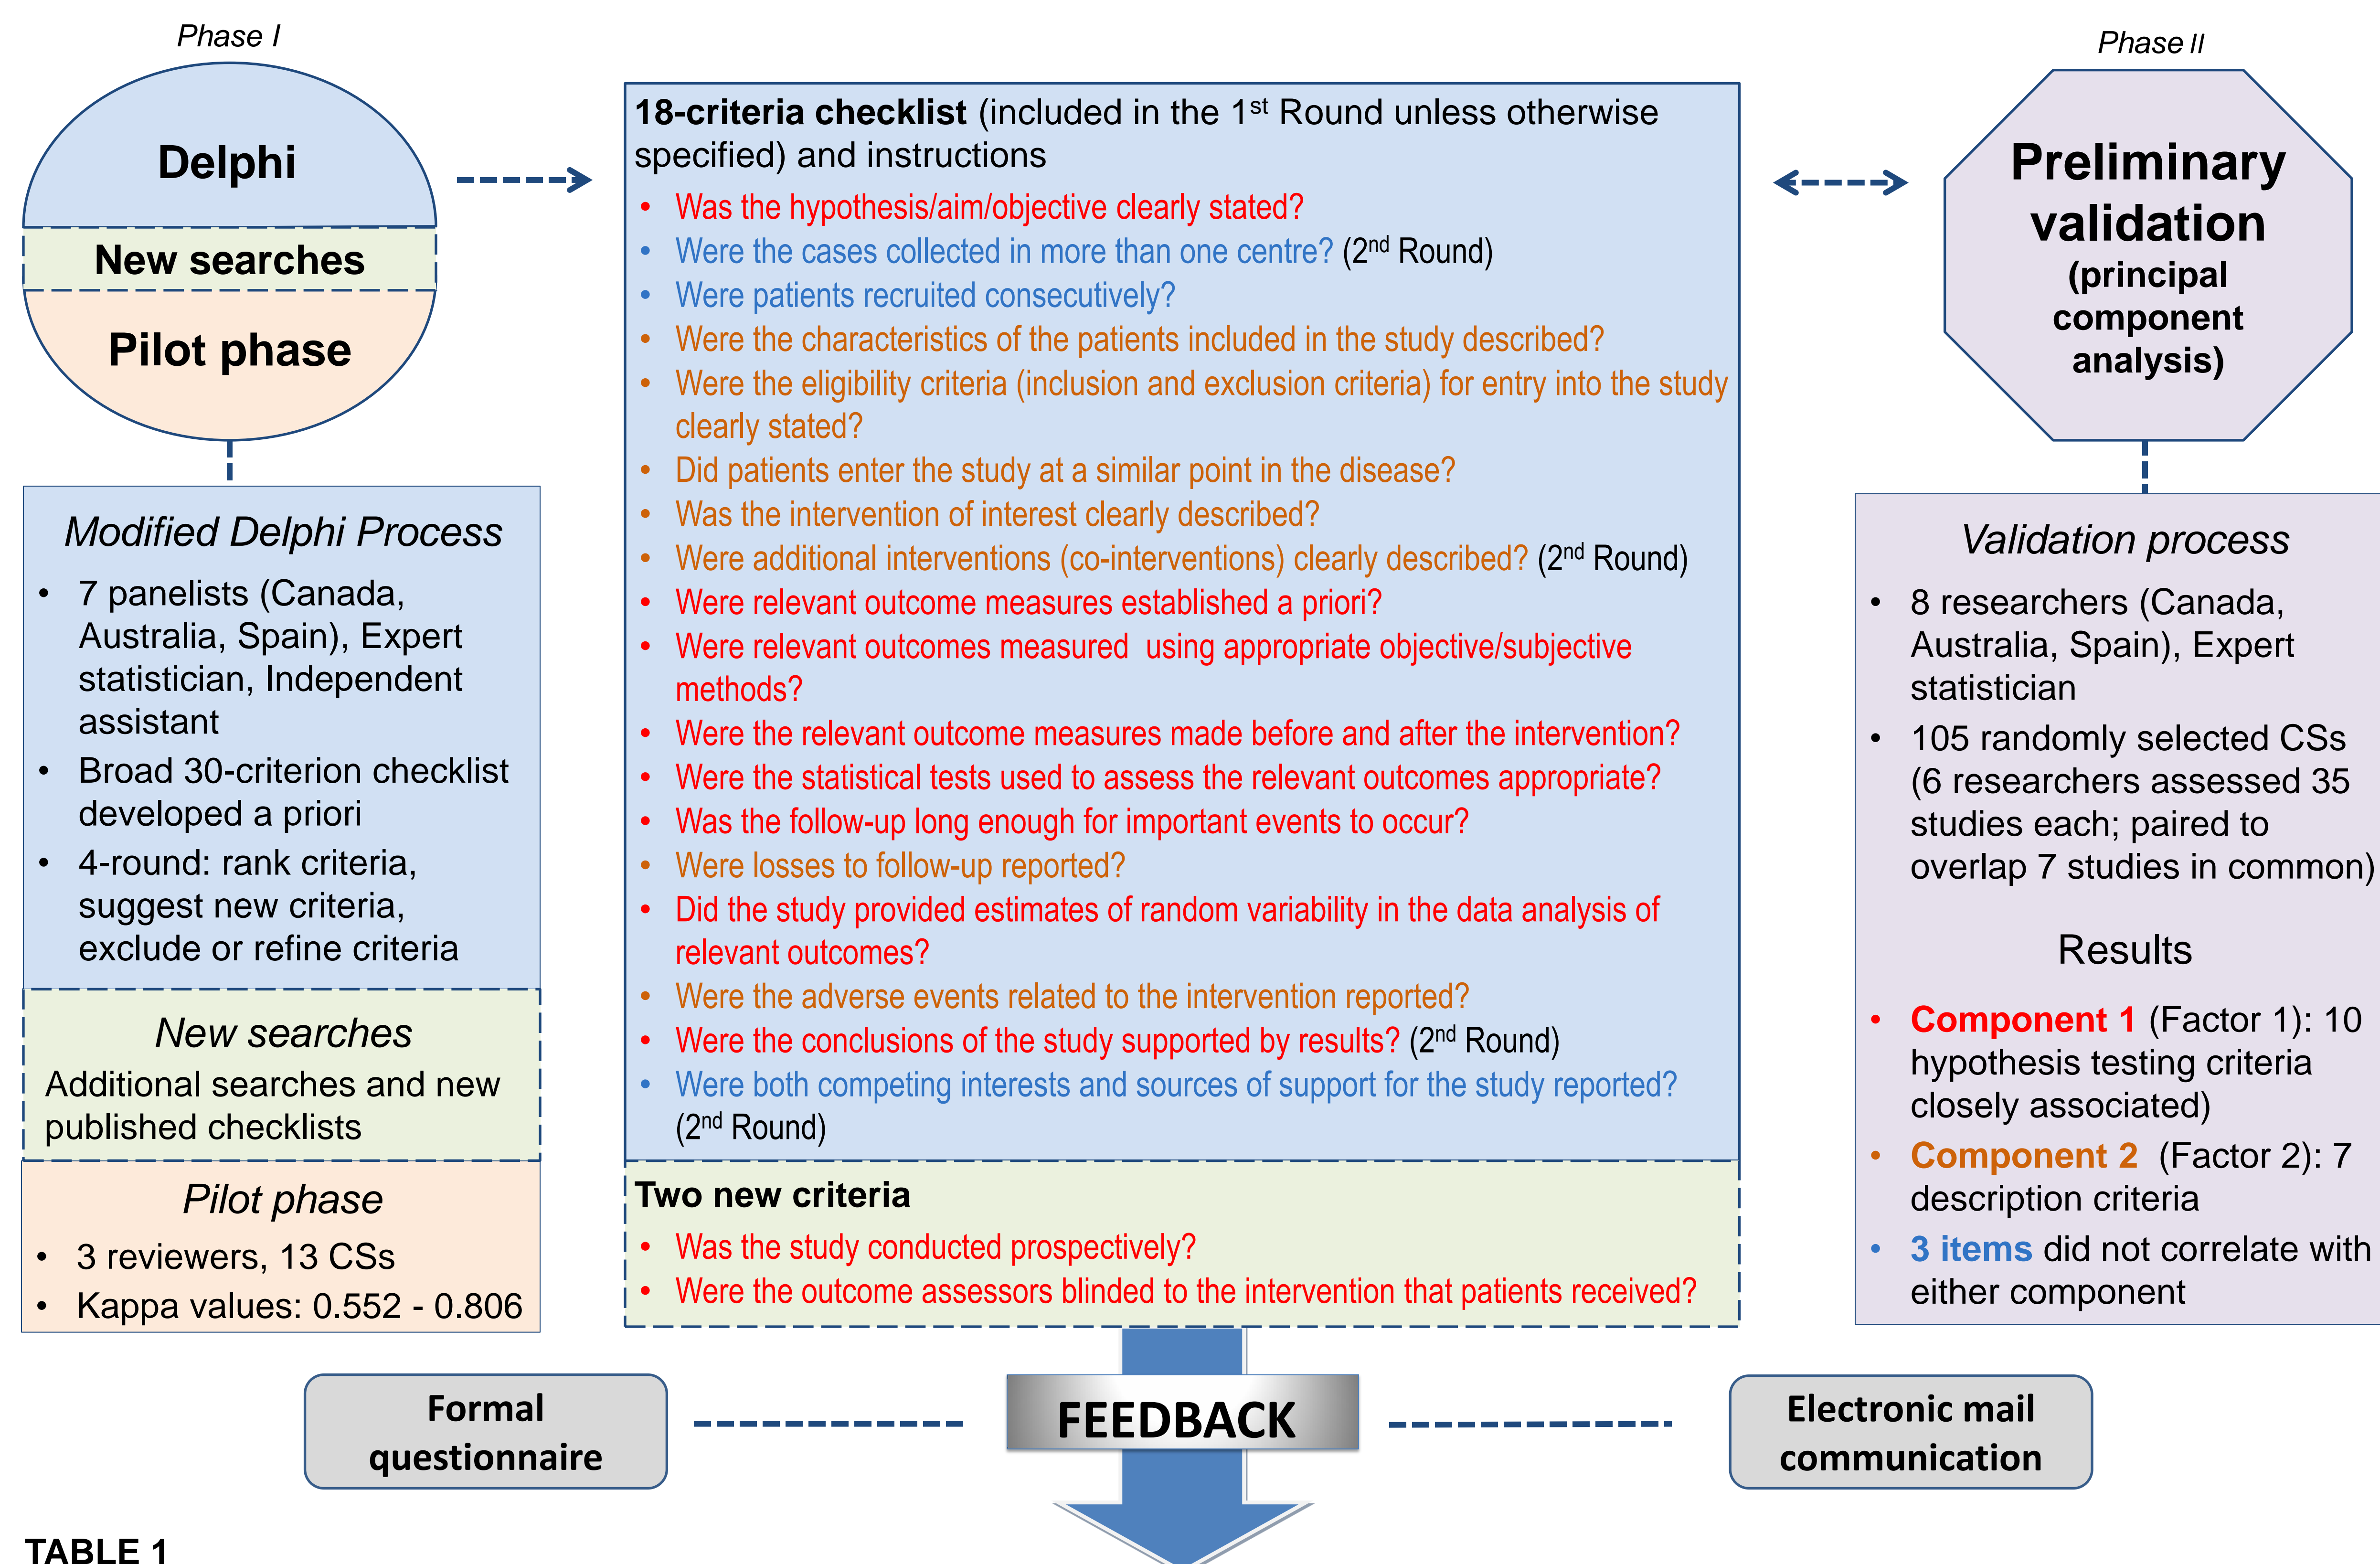 Phase I
Delphi
New searches
Pilot phase
Modified Delphi Process
• 7 panelists (Canada,
Australia, Spain), Expert
statistician, Independent
assistant
• Broad 30-criterion checklist
developed a priori
• 4-round: rank criteria,
suggest new criteria,
exclude or refine criteria
New searches
Additional searches and new
published checklists
Pilot phase
• 3 reviewers, 13 CSs
• Kappa values: 0.552 - 0.806
18-criteria checklist (included in the 1st Round unless otherwise
specified) and instructions
• Was the hypothesis/aim/objective clearly stated?
• Were the cases collected in more than one centre? (2nd Round)
• Were patients recruited consecutively?
• Were the characteristics of the patients included in the study described?
• Were the eligibility criteria (inclusion and exclusion criteria) for entry into the study
clearly stated?
• Did patients enter the study at a similar point in the disease?
• Was the intervention of interest clearly described?
• Were additional interventions (co-interventions) clearly described? (2nd Round)
• Were relevant outcome measures established a priori?
• Were relevant outcomes measured using appropriate objective/subjective
methods?
• Were the relevant outcome measures made before and after the intervention?
• Were the statistical tests used to assess the relevant outcomes appropriate?
• Was the follow-up long enough for important events to occur?
• Were losses to follow-up reported?
• Did the study provided estimates of random variability in the data analysis of
relevant outcomes?
• Were the adverse events related to the intervention reported?
• Were the conclusions of the study supported by results? (2nd Round)
• Were both competing interests and sources of support for the study reported?
(2nd Round)
Two new criteria
• Was the study conducted prospectively?
• Were the outcome assessors blinded to the intervention that patients received?
Phase II
Preliminary
validation
(principal
component
analysis)
Validation process
• 8 researchers (Canada,
Australia, Spain), Expert
statistician
• 105 randomly selected CSs
(6 researchers assessed 35
studies each; paired to
overlap 7 studies in common)
Results
• Component 1 (Factor 1): 10
hypothesis testing criteria
closely associated)
• Component 2 (Factor 2): 7
description criteria
• 3 items did not correlate with
either component
Formal
questionnaire
FEEDBACK
Electronic mail
communication
TABLE 1